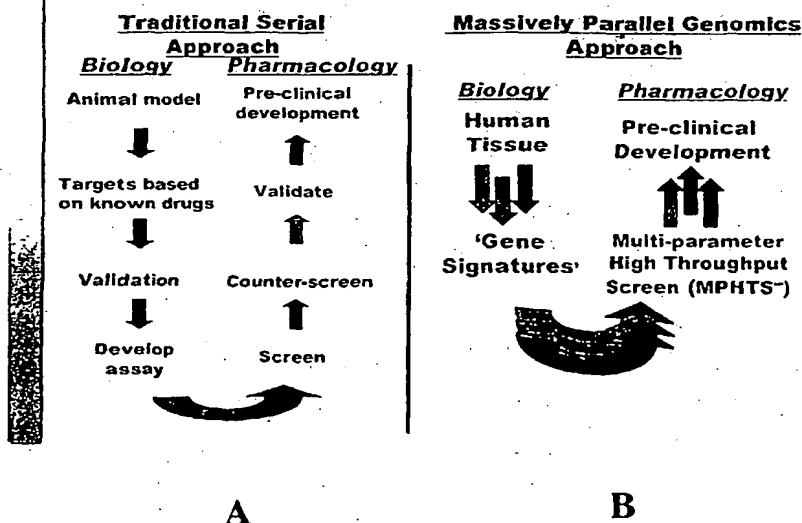 Traditional Serial
Approach
Biology
Pharmacology
Animal model
Targets based
on known drugs
Validation
Develop
assay
Pre-clinical
development
Validate
Counter-screen
Screen
A
Massively Parallel Genomics
Approach
Biology
Pharmacology
Human
Tissue
'Gene
Signatures'
Pre-clinical
Development
Multi-parameter
High Throughput
Screen (MPHTS~)
B